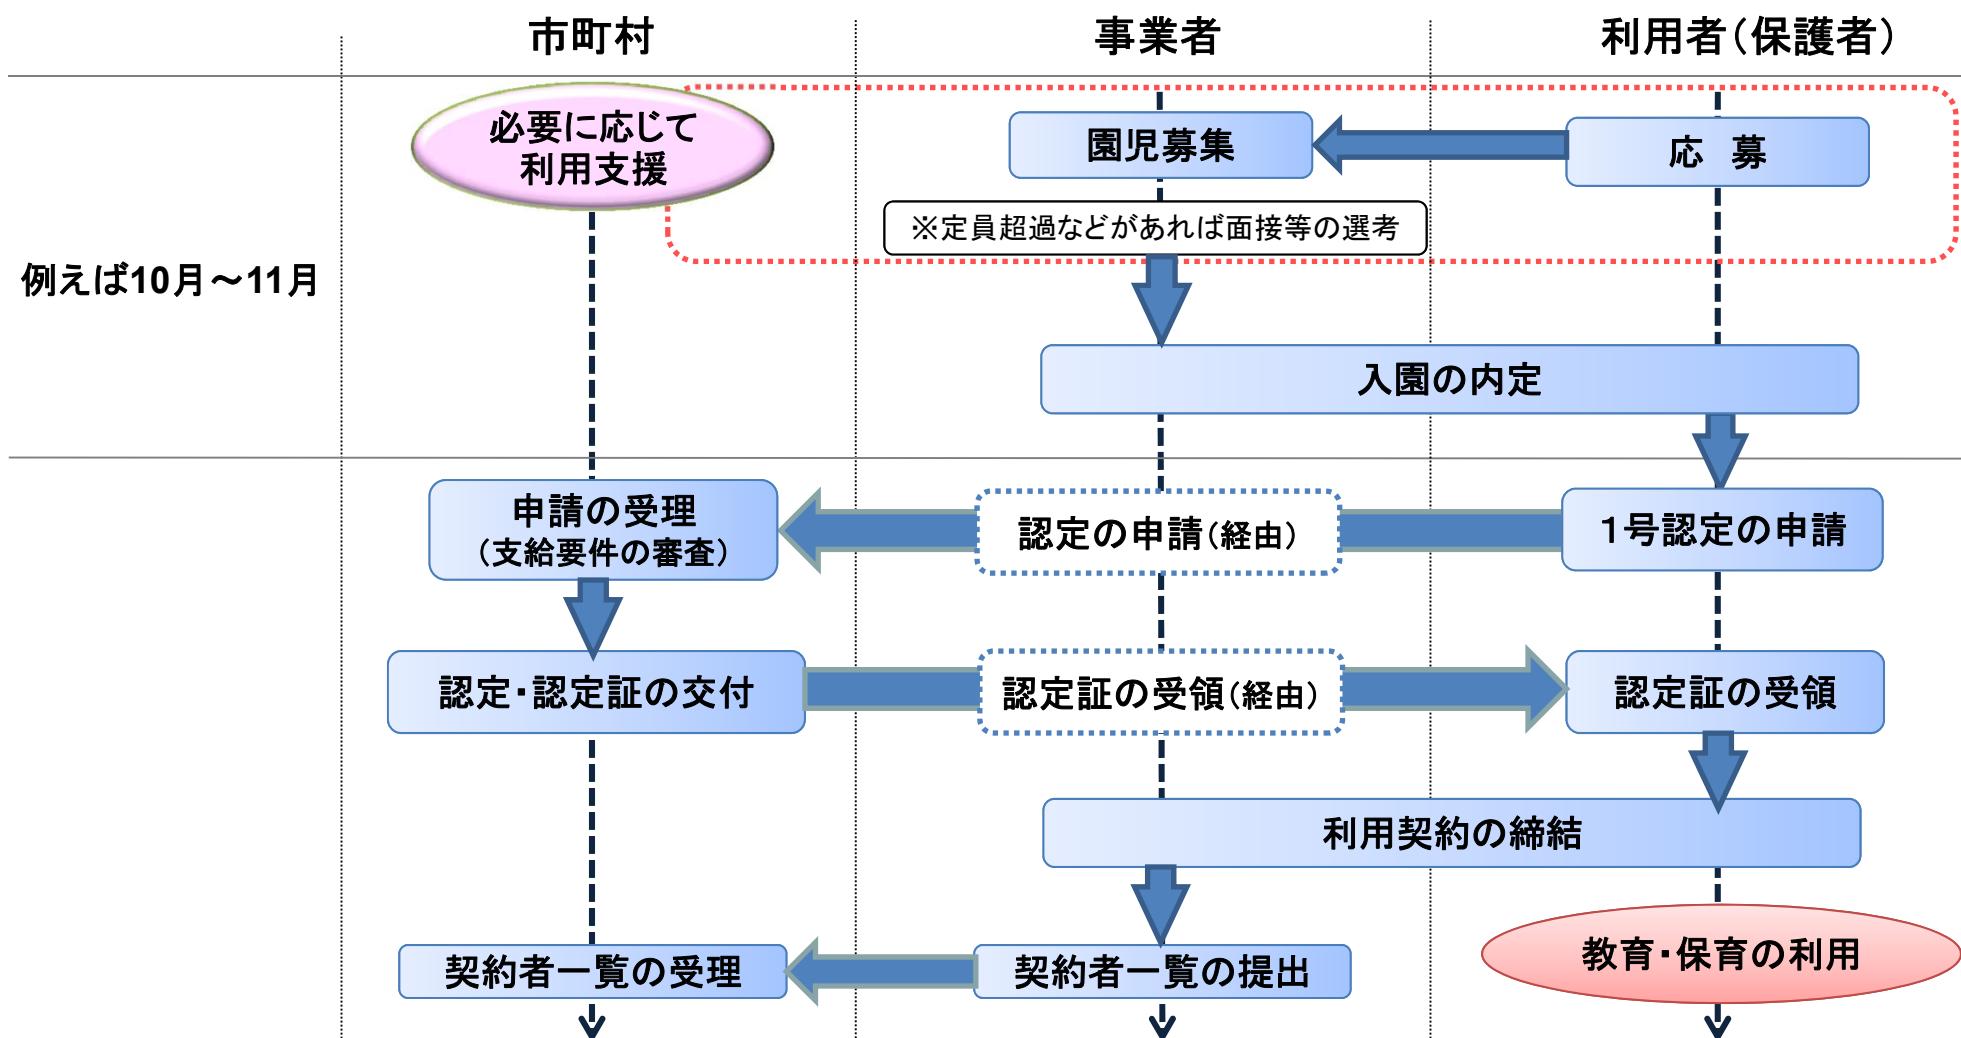 市町村
事業者
利用者（保護者）
必要に応じて
利用支援
園児募集
応　募
※定員超過などがあれば面接等の選考
例えば10月～11月
入園の内定
申請の受理
（支給要件の審査）
認定の申請（経由）
１号認定の申請
認定・認定証の交付
認定証の受領（経由）
認定証の受領
利用契約の締結
教育・保育の利用
契約者一覧の受理
契約者一覧の提出